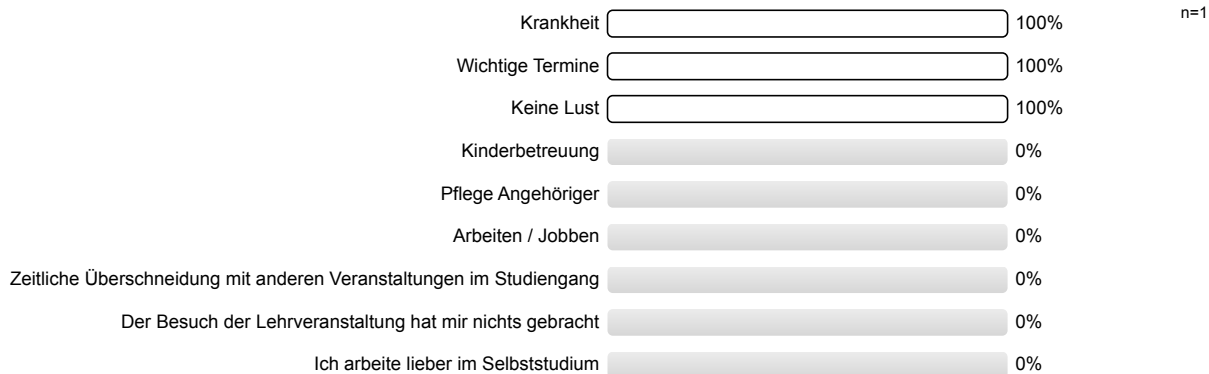 Krankheit 100% n=1
Wichtige Termine 100%
Keine Lust 100%
Kinderbetreuung 0%
Pflege Angehöriger 0%
Arbeiten / Jobben 0%
Zeitliche Überschneidung mit anderen Veranstaltungen im Studiengang 0%
Der Besuch der Lehrveranstaltung hat mir nichts gebracht 0%
Ich arbeite lieber im Selbststudium 0%